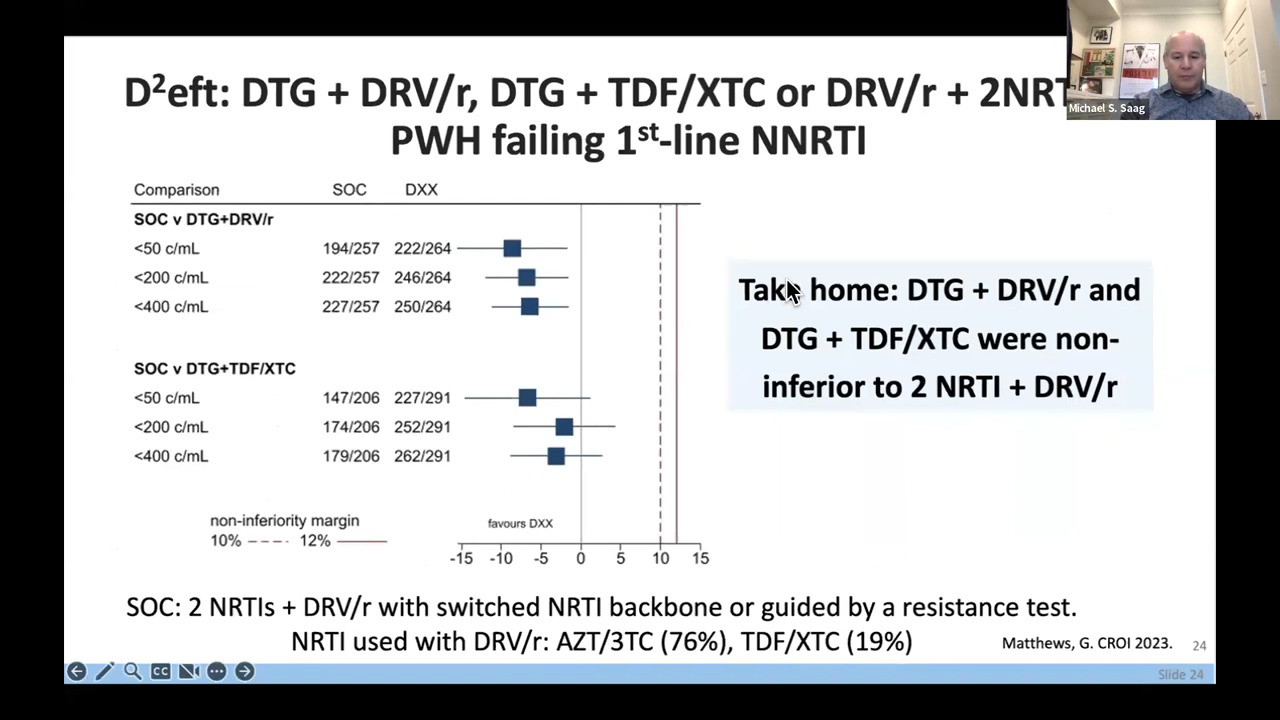 D²eft: DTG + DRV/r, DTG + TDF/XTC or DRV/r + 2NRT
PWH failing 1st-line NNRTI
Michael S. Saag
Comparison SOC DXX
SOC v DTG+DRV/r
<50 c/mL 194/257 222/264
<200 c/mL 222/257 246/264
<400 c/mL 227/257 250/264
SOC v DTG+TDF/XTC
<50 c/mL 147/206 227/291
<200 c/mL 174/206 252/291
<400 c/mL 179/206 262/291
non-inferiority margin
10% 12%
favours DXX
-15 -10 -5 0 5 10 15
Take home: DTG + DRV/r and
DTG + TDF/XTC were non-
inferior to 2 NRTI + DRV/r
SOC: 2 NRTIs + DRV/r with switched NRTI backbone or guided by a resistance test.
NRTI used with DRV/r: AZT/3TC (76%), TDF/XTC (19%)
Matthews, G. CROI 2023.
24
CC
Slide 24